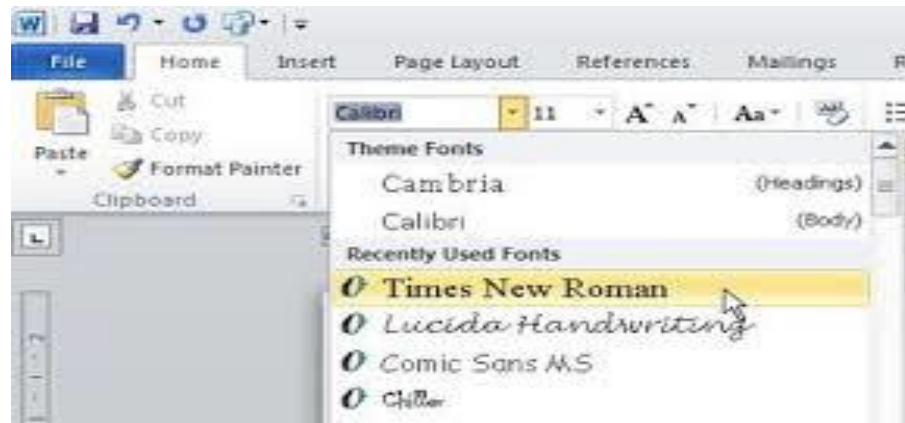 File Home Insert Page Layout References Mailings R
Cut
Copy
Paste
Format Painter
Clipboard
Calibri 11 A A Aa
Theme Fonts
Cambria (Headings)
Calibri (Body)
Recently Used Fonts
Times New Roman
Lucida Handwriting
Comic Sans MS
Chiller